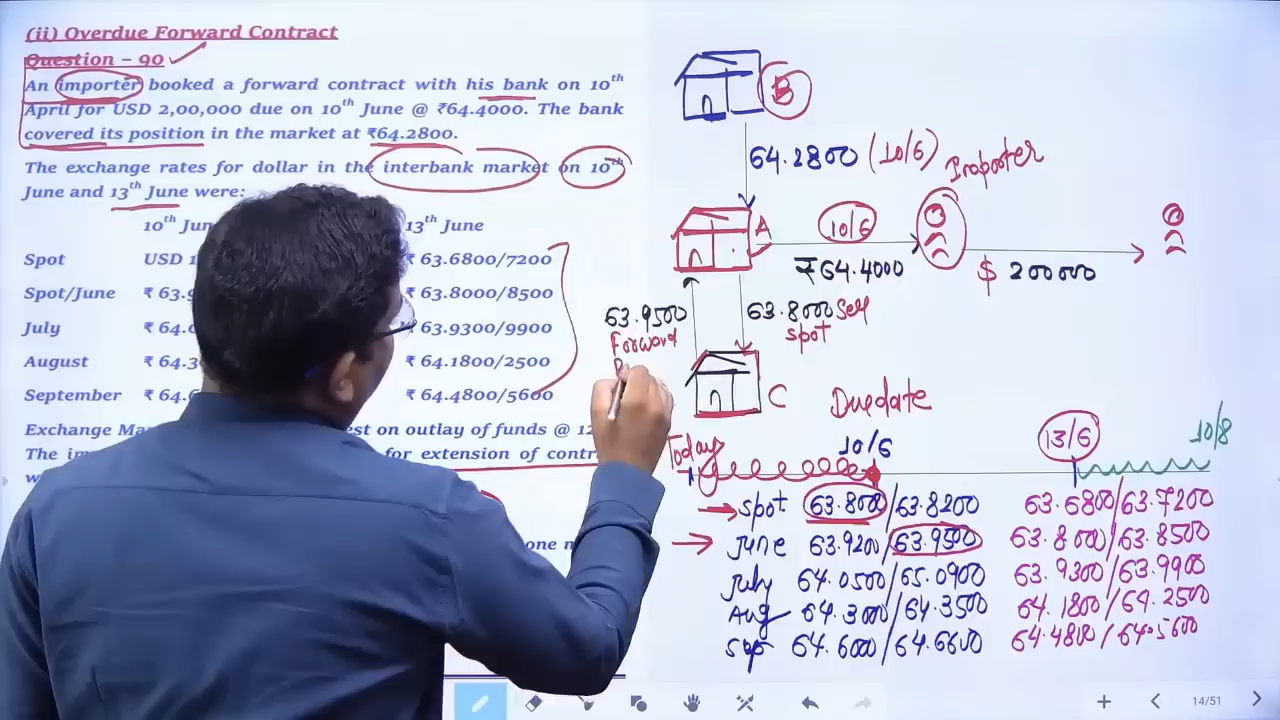 (ii) Overdue Forward Contract
Question – 90
An importer booked a forward contract with his bank on 10th
April for USD 2,00,000 due on 10th June @ ₹64.4000. The bank
covered its position in the market at ₹64.2800.
The exchange rates for dollar in the interbank market on 10th
June and 13th June were:
10th Jun 13th June
Spot USD 1 ₹ 63.6800/7200
Spot/June ₹ 63.9 ₹ 63.8000/8500
July ₹ 64.0 ₹ 63.9300/9900
August ₹ 64.3 ₹ 64.1800/2500
September ₹ 64.6 ₹ 64.4800/5600
Exchange Ma est on outlay of funds @ 12
The im for extension of contr
w
one m
B
64.2800 (10/6)
Importer
A
10/6
₹64.4000
$ 200000
63.9500
Forward
63.8000 Sell
spot
C
Duedate
Today
10/6
13/6
10/8
Spot 63.8000/63.8200 63.6800/63.7200
June 63.9200/63.9500 63.8000/63.8500
July 64.0500/65.0900 63.9300/63.9900
Aug 64.3000/64.3500 64.1800/64.2500
Sep 64.6000/64.6600 64.4800/64.5600
14/51